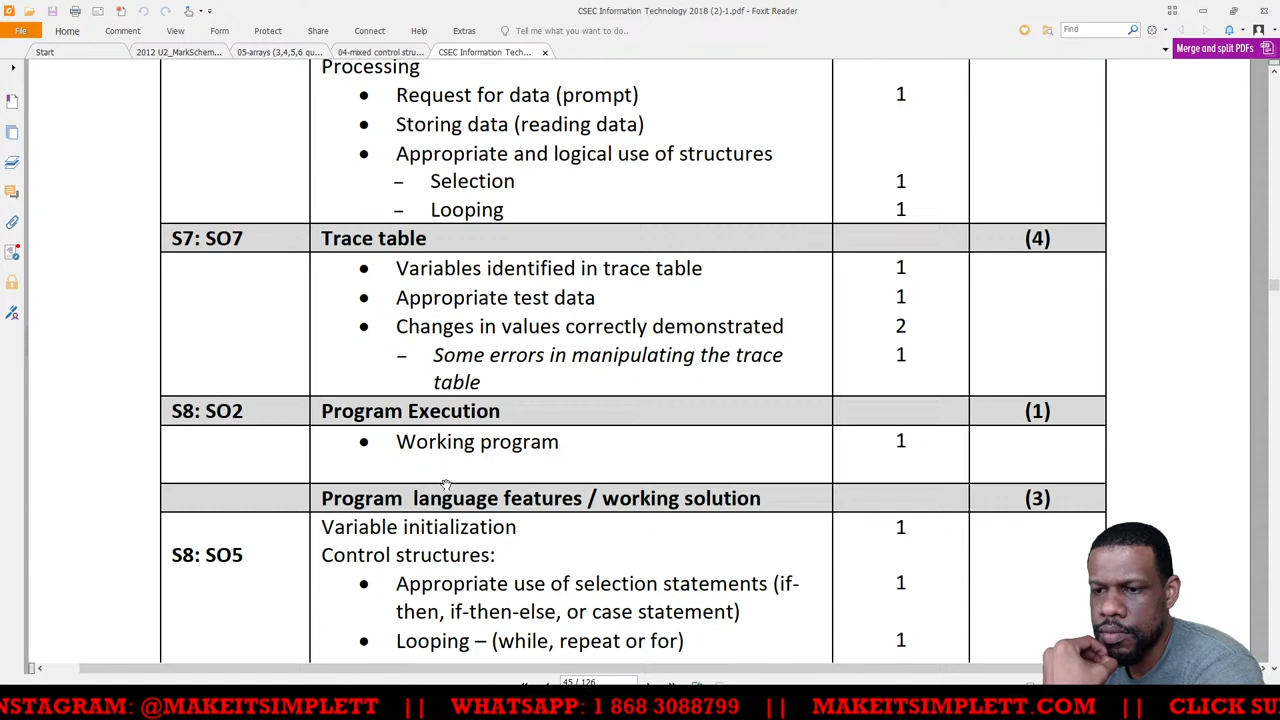 CSEC Information Technology 2018 (2)-1.pdf - Foxit Reader
File Home Comment View Form Protect Share Connect Help Extras Tell me what you want to do... Find
Start 2012 U2_MarkSchem... 05-arrays (3,4,5,6 qu... 04-mixed control stru... CSEC Information Tech... Merge and split PDFs
Processing
• Request for data (prompt) 1
• Storing data (reading data)
• Appropriate and logical use of structures
– Selection 1
– Looping 1
S7: SO7 Trace table (4)
• Variables identified in trace table 1
• Appropriate test data 1
• Changes in values correctly demonstrated 2
– Some errors in manipulating the trace 1
table
S8: SO2 Program Execution (1)
• Working program 1
Program language features / working solution (3)
Variable initialization 1
S8: SO5 Control structures:
• Appropriate use of selection statements (if- 1
then, if-then-else, or case statement)
• Looping – (while, repeat or for) 1
45 / 126
NSTAGRAM: @MAKEITSIMPLETT || WHATSAPP: 1 868 3088799 || CLICK SU